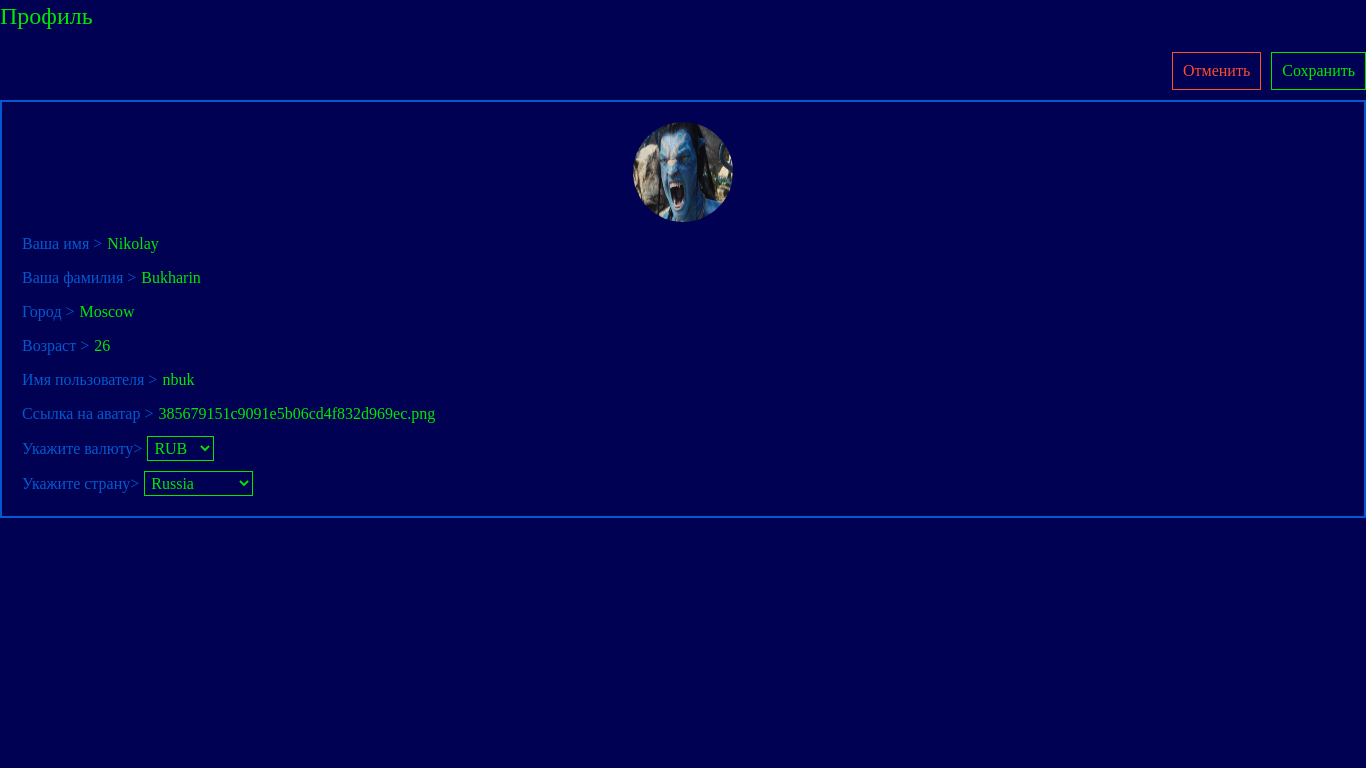 Профиль
Отменить Сохранить
Ваша имя > Nikolay
Ваша фамилия > Bukharin
Город > Moscow
Возраст > 26
Имя пользователя > nbuk
Ссылка на аватар > 385679151c9091e5b06cd4f832d969ec.png
Укажите валюту> RUB
Укажите страну> Russia